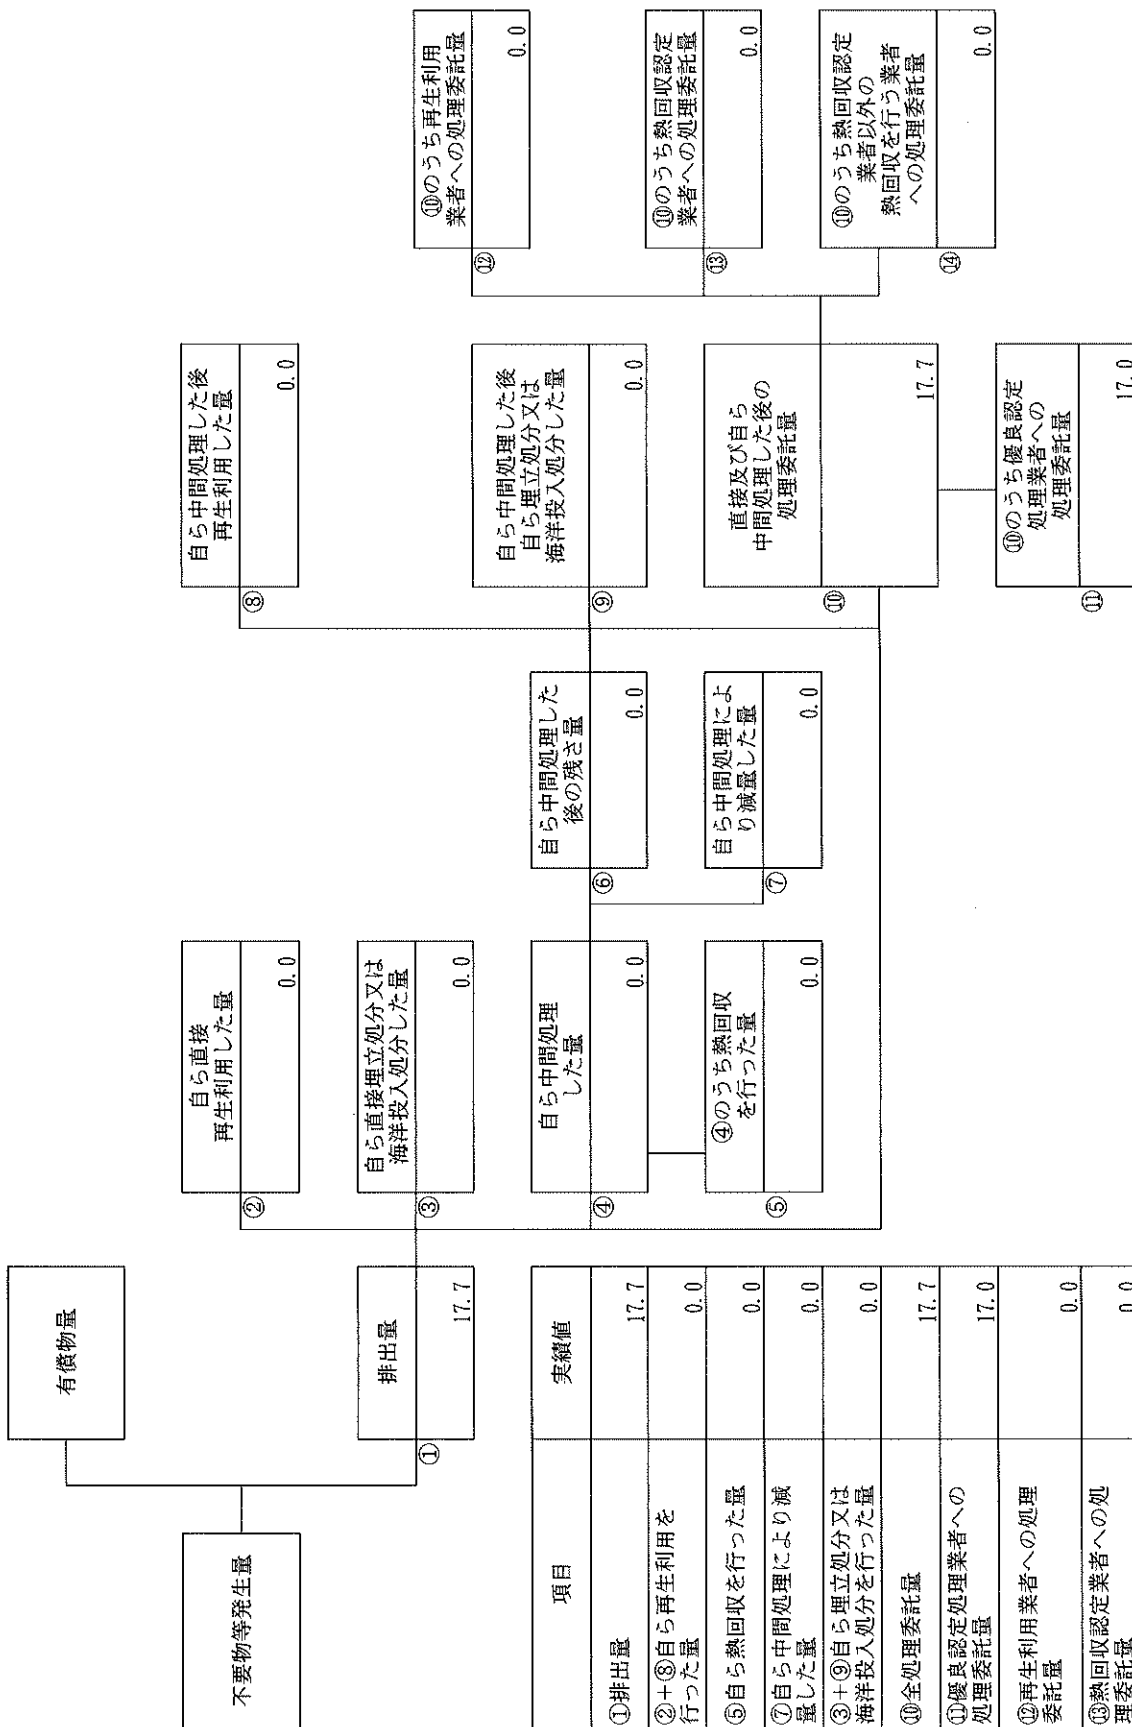 不要物等発生量
有償物量
排出量
①
17.7
自ら直接
再生利用した量
②
0.0
自ら直接埋立処分又は
海洋投入処分した量
③
0.0
自ら中間処理
した量
④
0.0
④のうち熱回収
を行った量
⑤
0.0
自ら中間処理した
後の残さ量
⑥
0.0
自ら中間処理によ
り減量した量
⑦
0.0
自ら中間処理した後
再生利用した量
⑧
0.0
自ら中間処理した後
自ら埋立処分又は
海洋投入処分した量
⑨
0.0
直接及び自ら
中間処理した後の
処理委託量
⑩
17.7
⑩のうち優良認定
処理業者への
処理委託量
⑪
17.0
⑩のうち再生利用
業者への処理委託量
⑫
0.0
⑩のうち熱回収認定
業者への処理委託量
⑬
0.0
⑩のうち熱回収認定
業者以外の
熱回収を行う業者
への処理委託量
⑭
0.0
項目 実績値
①排出量 17.7
②+⑧自ら再生利用を
行った量 0.0
⑤自ら熱回収を行った量 0.0
⑦自ら中間処理により減
量した量 0.0
③+⑨自ら埋立処分又は
海洋投入処分を行った量 0.0
⑩全処理委託量 17.7
⑪優良認定処理業者への
処理委託量 17.0
⑫再生利用業者への処理
委託量 0.0
⑬熱回収認定業者への処
理委託量 0.0